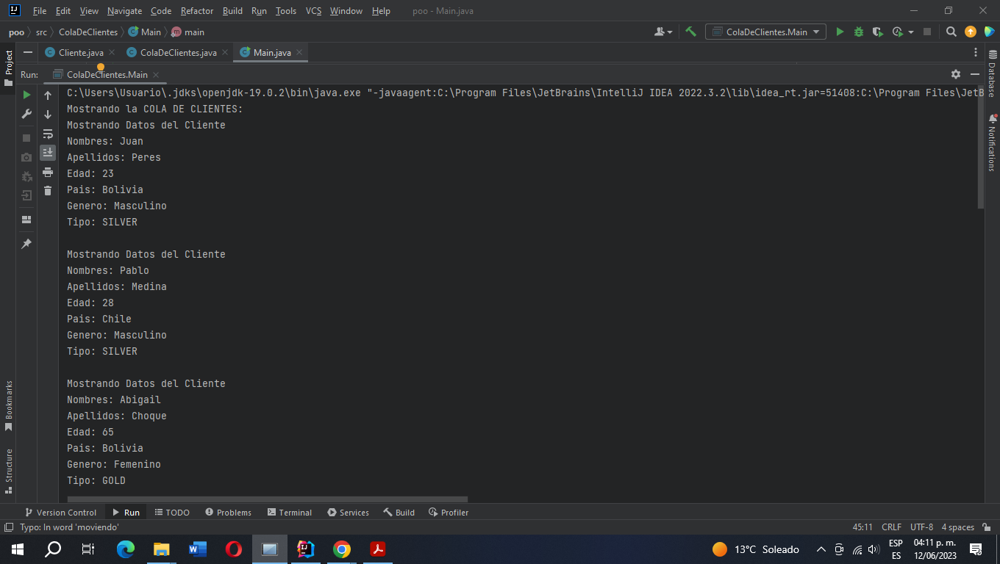 File Edit View Navigate Code Refactor Build Run Tools VCS Window Help poo - Main.java
poo src ColaDeClientes Main main ColaDeClientes.Main
Cliente.java ColaDeClientes.java Main.java
Run: ColaDeClientes.Main
C:\Users\Usuario\.jdks\openjdk-19.0.2\bin\java.exe "-javaagent:C:\Program Files\JetBrains\IntelliJ IDEA 2022.3.2\lib\idea_rt.jar=51408:C:\Program Files\JetB
Mostrando la COLA DE CLIENTES:
Mostrando Datos del Cliente
Nombres: Juan
Apellidos: Peres
Edad: 23
Pais: Bolivia
Genero: Masculino
Tipo: SILVER
Mostrando Datos del Cliente
Nombres: Pablo
Apellidos: Medina
Edad: 28
Pais: Chile
Genero: Masculino
Tipo: SILVER
Mostrando Datos del Cliente
Nombres: Abigail
Apellidos: Choque
Edad: 65
Pais: Bolivia
Genero: Femenino
Tipo: GOLD
Project
Bookmarks
Structure
Database
Notifications
Version Control Run TODO Problems Terminal Services Build Profiler
Typo: In word 'moviendo' 45:11 CRLF UTF-8 4 spaces
13°C Soleado
ESP
ES
04:11 p. m.
12/06/2023